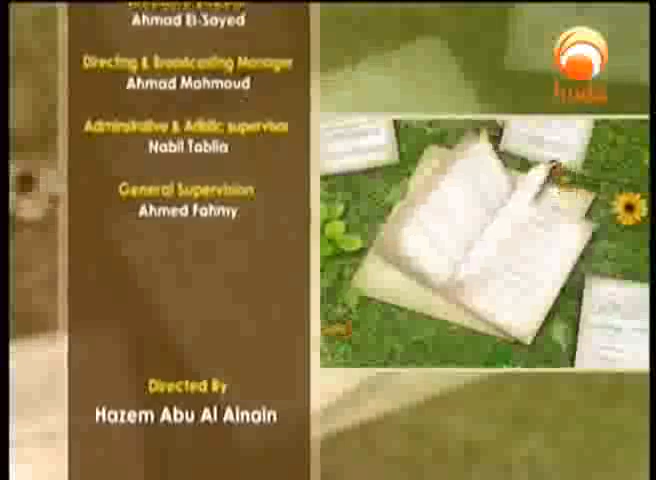 Ahmad El-Sayed
Directing & Broadcasting Manager
Ahmad Mahmoud
Administrative & Artistic supervisor
Nabil Tablia
General Supervision
Ahmed Fahmy
Directed By
Hazem Abu Al Ainain
huda